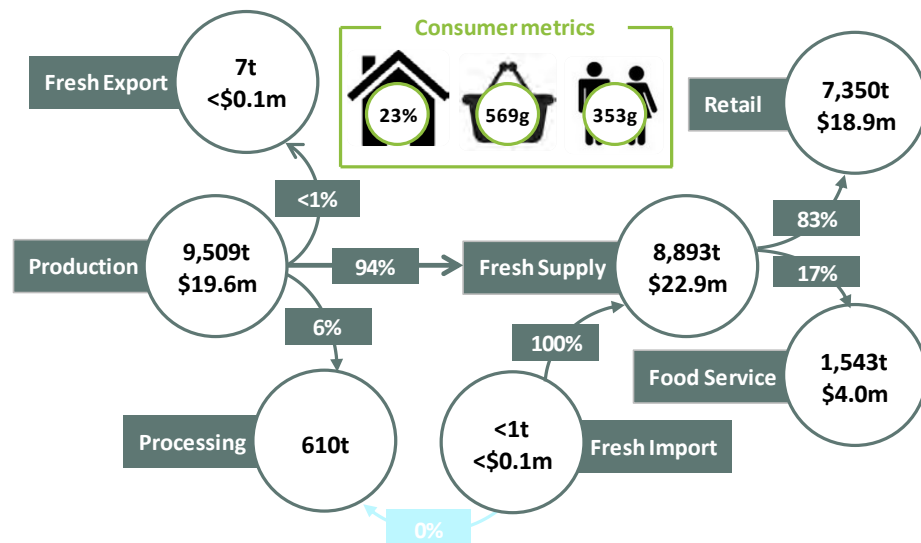 Consumer metrics
23%
569g
353g
Fresh Export
7t
<$0.1m
Retail
7,350t
$18.9m
<1%
83%
Production
9,509t
$19.6m
94%
Fresh Supply
8,893t
$22.9m
17%
6%
100%
Food Service
1,543t
$4.0m
Processing
610t
<1t
<$0.1m
Fresh Import
0%